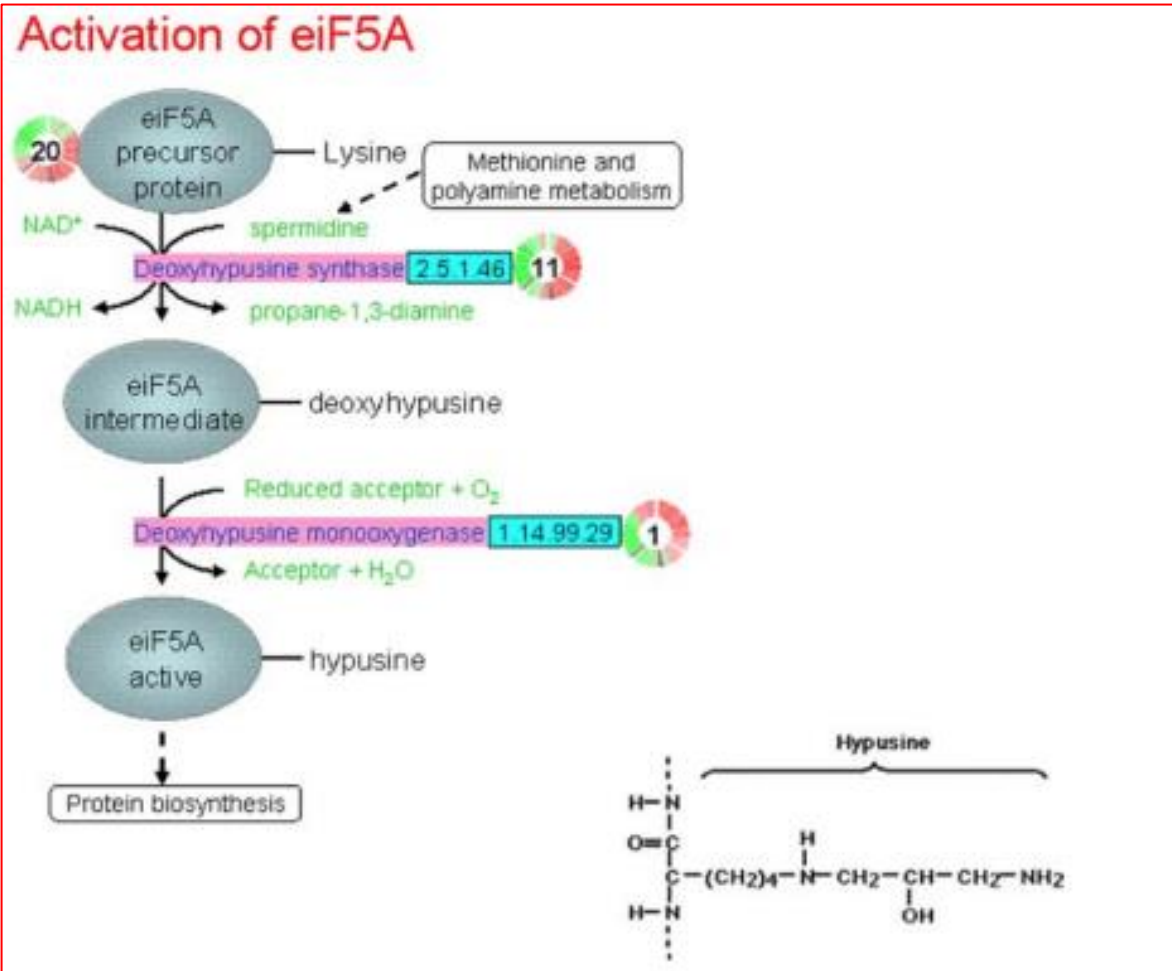 Activation of eiF5A
eiF5A
precursor
protein
20
Lysine
Methionine and
polyamine metabolism
NAD⁺
spermidine
Deoxyhypusine synthase 2.5.1.46 11
NADH
propane-1,3-diamine
eiF5A
intermediate
deoxyhypusine
Reduced acceptor + O₂
Deoxyhypusine monooxygenase 1.14.99.29 1
Acceptor + H₂O
eiF5A
active
hypusine
Protein biosynthesis
Hypusine
H–N
O=C
H
C–(CH2)4–N–CH2–CH–CH2–NH2
H–N
OH